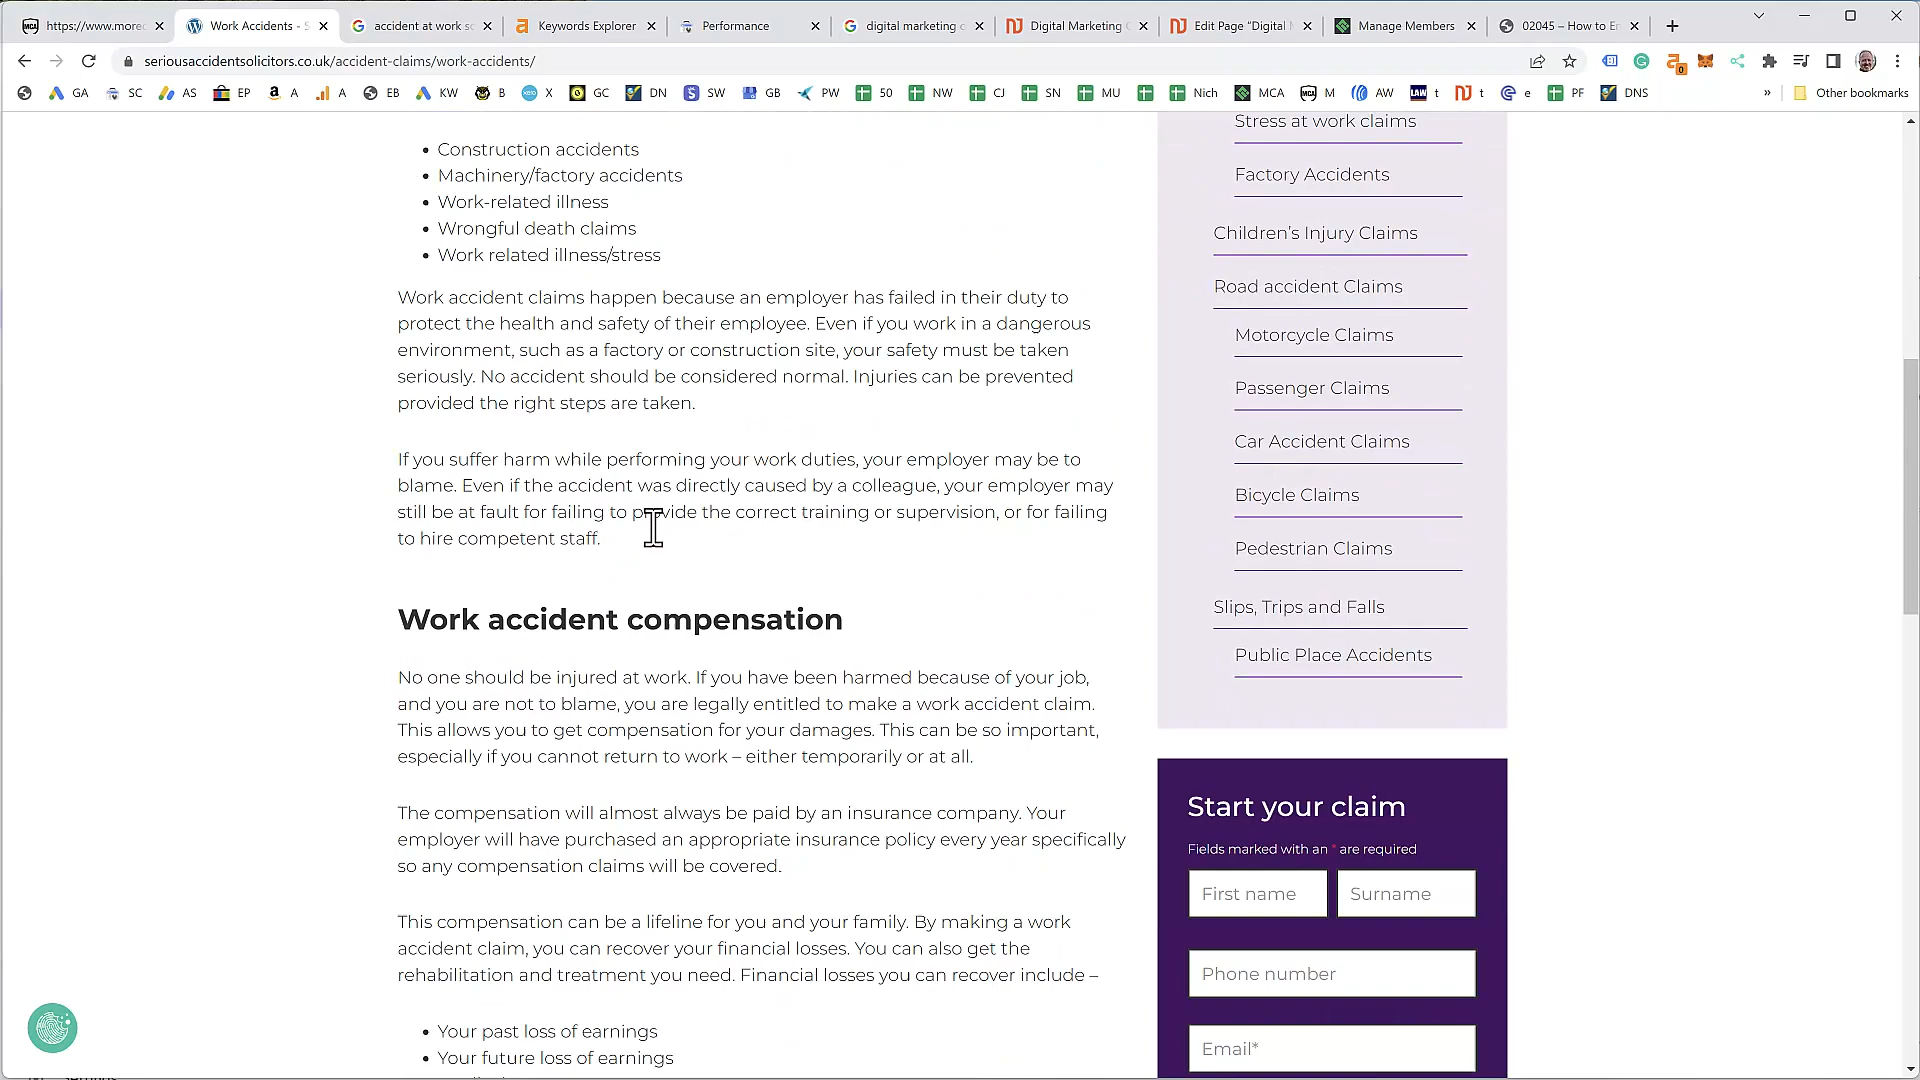 https://www.morec
Work Accidents - S
accident at work so
Keywords Explorer
Performance
digital marketing c
Digital Marketing C
Edit Page "Digital M
Manage Members
02045 – How to En
seriousaccidentsolicitors.co.uk/accident-claims/work-accidents/
GA
SC
AS
EP
A
A
EB
KW
B
X
GC
DN
SW
GB
PW
50
NW
CJ
SN
MU
Nich
MCA
M
AW
t
t
e
PF
DNS
»
Other bookmarks
• Construction accidents
• Machinery/factory accidents
• Work-related illness
• Wrongful death claims
• Work related illness/stress
Work accident claims happen because an employer has failed in their duty to
protect the health and safety of their employee. Even if you work in a dangerous
environment, such as a factory or construction site, your safety must be taken
seriously. No accident should be considered normal. Injuries can be prevented
provided the right steps are taken.
If you suffer harm while performing your work duties, your employer may be to
blame. Even if the accident was directly caused by a colleague, your employer may
still be at fault for failing to provide the correct training or supervision, or for failing
to hire competent staff.
Work accident compensation
No one should be injured at work. If you have been harmed because of your job,
and you are not to blame, you are legally entitled to make a work accident claim.
This allows you to get compensation for your damages. This can be so important,
especially if you cannot return to work – either temporarily or at all.
The compensation will almost always be paid by an insurance company. Your
employer will have purchased an appropriate insurance policy every year specifically
so any compensation claims will be covered.
This compensation can be a lifeline for you and your family. By making a work
accident claim, you can recover your financial losses. You can also get the
rehabilitation and treatment you need. Financial losses you can recover include –
• Your past loss of earnings
• Your future loss of earnings
Stress at work claims
Factory Accidents
Children's Injury Claims
Road accident Claims
Motorcycle Claims
Passenger Claims
Car Accident Claims
Bicycle Claims
Pedestrian Claims
Slips, Trips and Falls
Public Place Accidents
Start your claim
Fields marked with an * are required
First name
Surname
Phone number
Email*